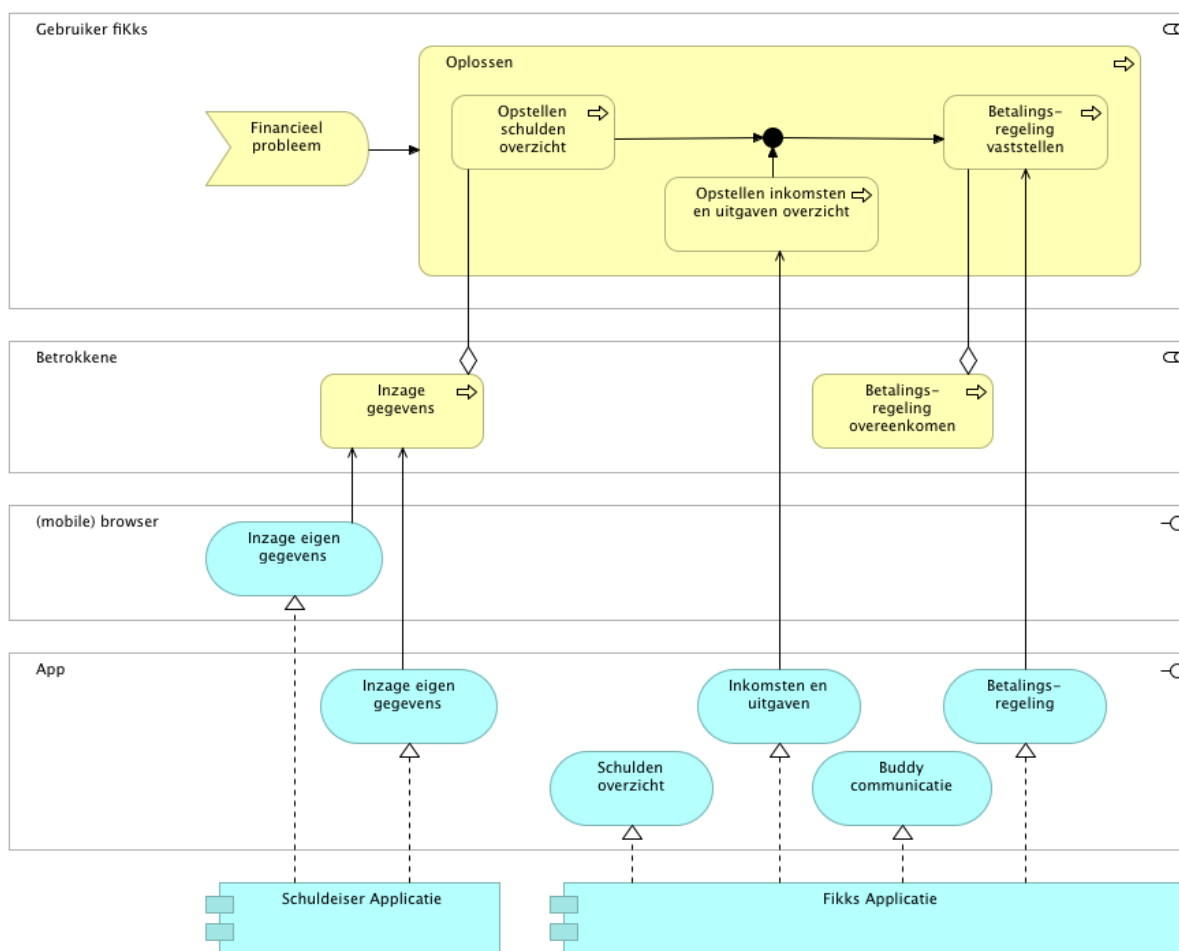 Gebruiker fiKks
Oplossen
Financieel
probleem
Opstellen
schulden
overzicht
Betalings-
regeling
vaststellen
Opstellen inkomsten
en uitgaven overzicht
Betrokkene
Inzage
gegevens
Betalings-
regeling
overeenkomen
(mobile) browser
Inzage eigen
gegevens
App
Inzage eigen
gegevens
Inkomsten en
uitgaven
Betalings-
regeling
Schulden
overzicht
Buddy
communicatie
Schuldeiser Applicatie
Fikks Applicatie